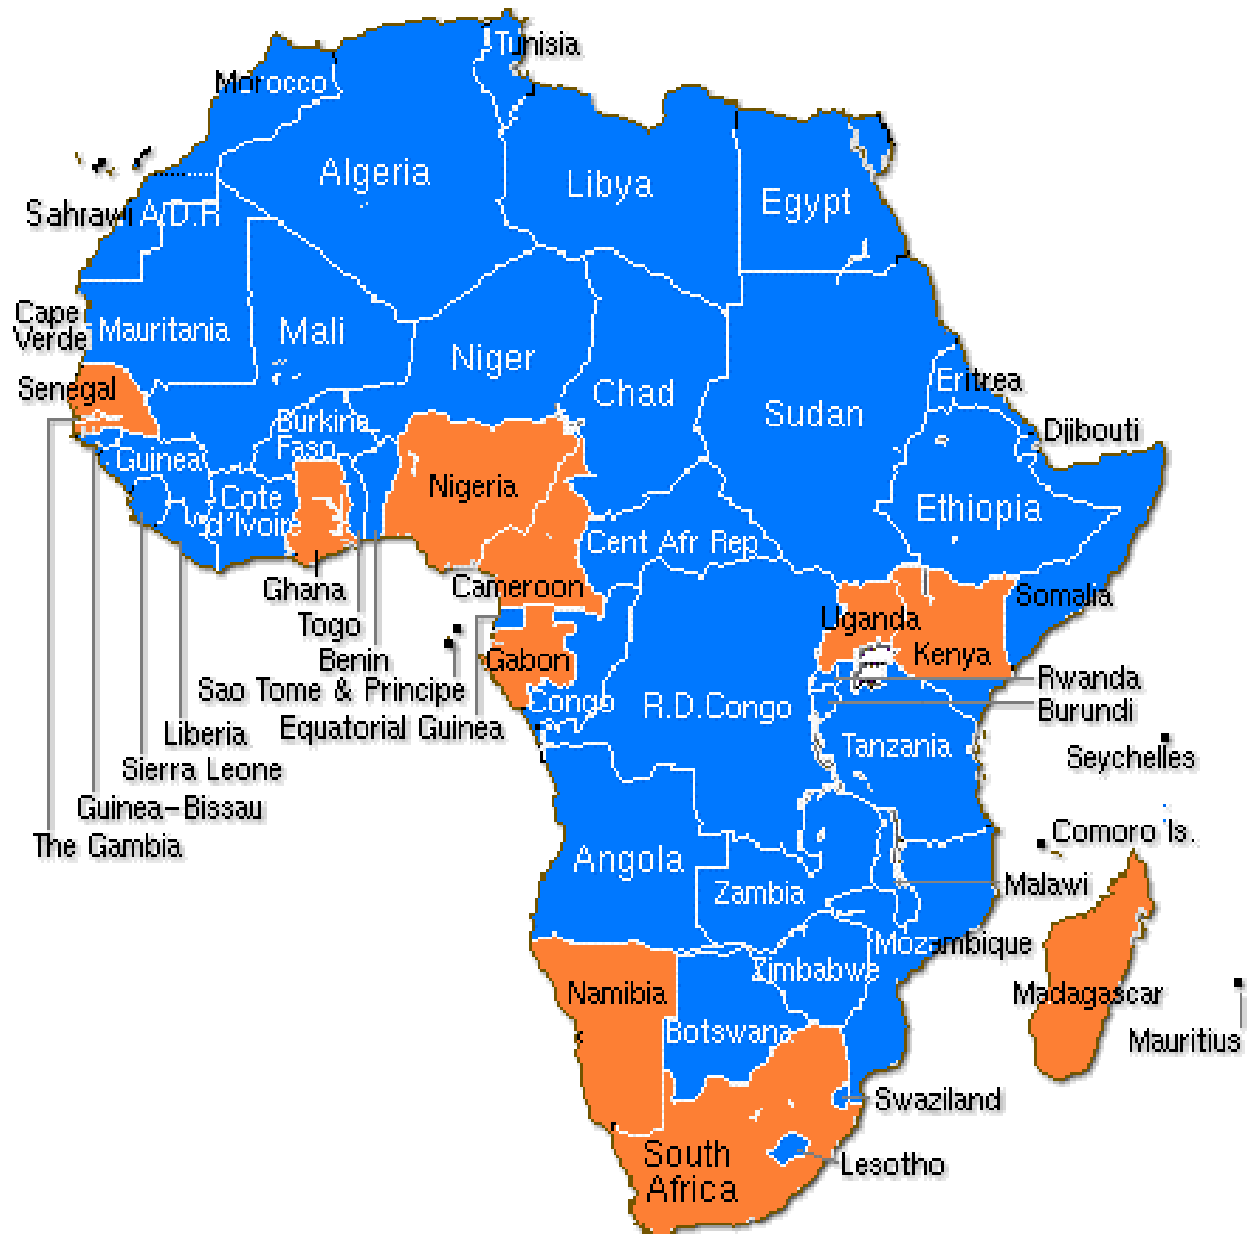 Tunisia
Morocco
Algeria
Libya
Egypt
Sahrawi A.D.R
Cape
Verde
Mauritania
Mali
Niger
Chad
Sudan
Eritrea
Senegal
Djibouti
Burkina
Faso
Guinea
Nigeria
Cote
d'Ivoire
Ethiopia
Cent Afr Rep
Ghana
Cameroon
Somalia
Togo
Uganda
Benin
Gabon
Kenya
Sao Tome & Principe
Rwanda
Congo
R.D.Congo
Burundi
Equatorial Guinea
Liberia
Tanzania
Seychelles
Sierra Leone
Guinea-Bissau
The Gambia
Comoro Is.
Angola
Zambia
Malawi
Mozambique
Zimbabwe
Namibia
Madagascar
Botswana
Mauritius
Swaziland
South
Africa
Lesotho